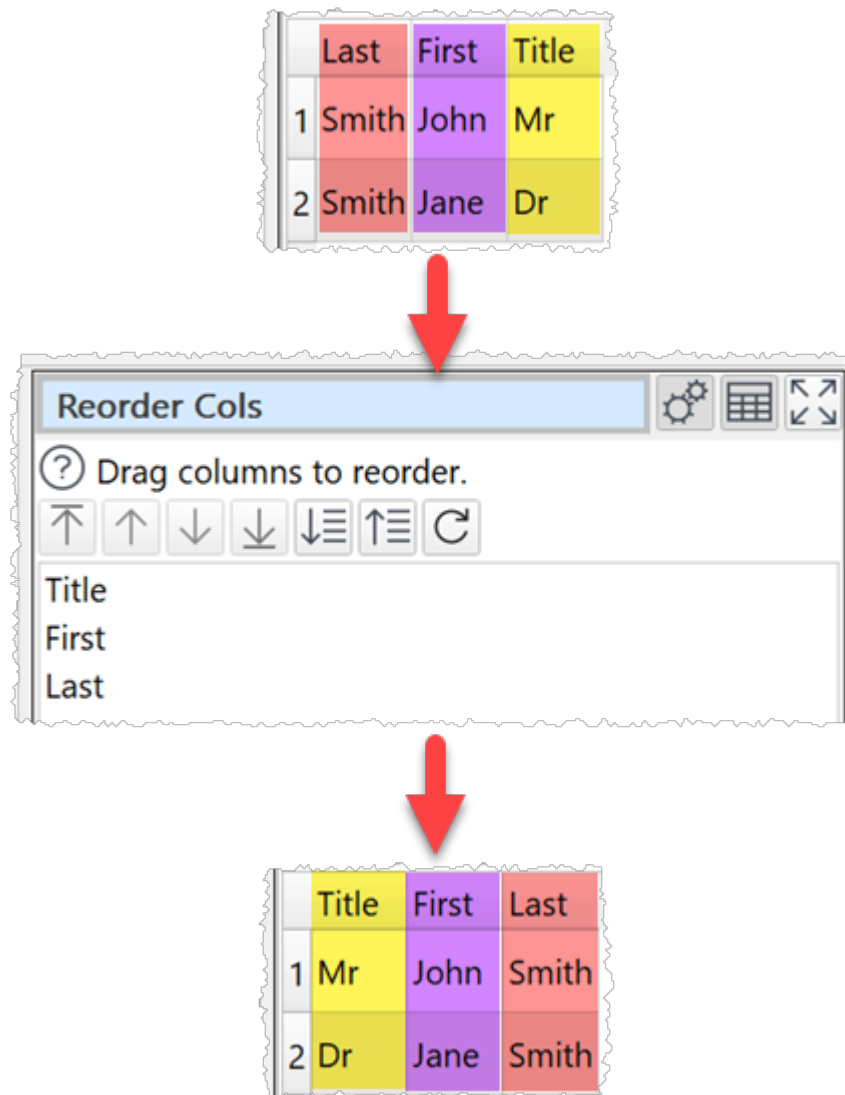 Last First Title
1 Smith John Mr
2 Smith Jane Dr
Reorder Cols
? Drag columns to reorder.
Title
First
Last
Title First Last
1 Mr John Smith
2 Dr Jane Smith